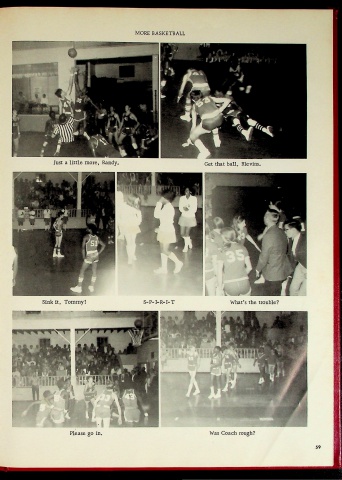 MORE BASKETBALL
Just a little more, Randy.
Get that ball, Blevins.
Sink it, Tommy!
S-P-I-R-I-T
What's the trouble?
Please go in.
Was Coach rough?
59